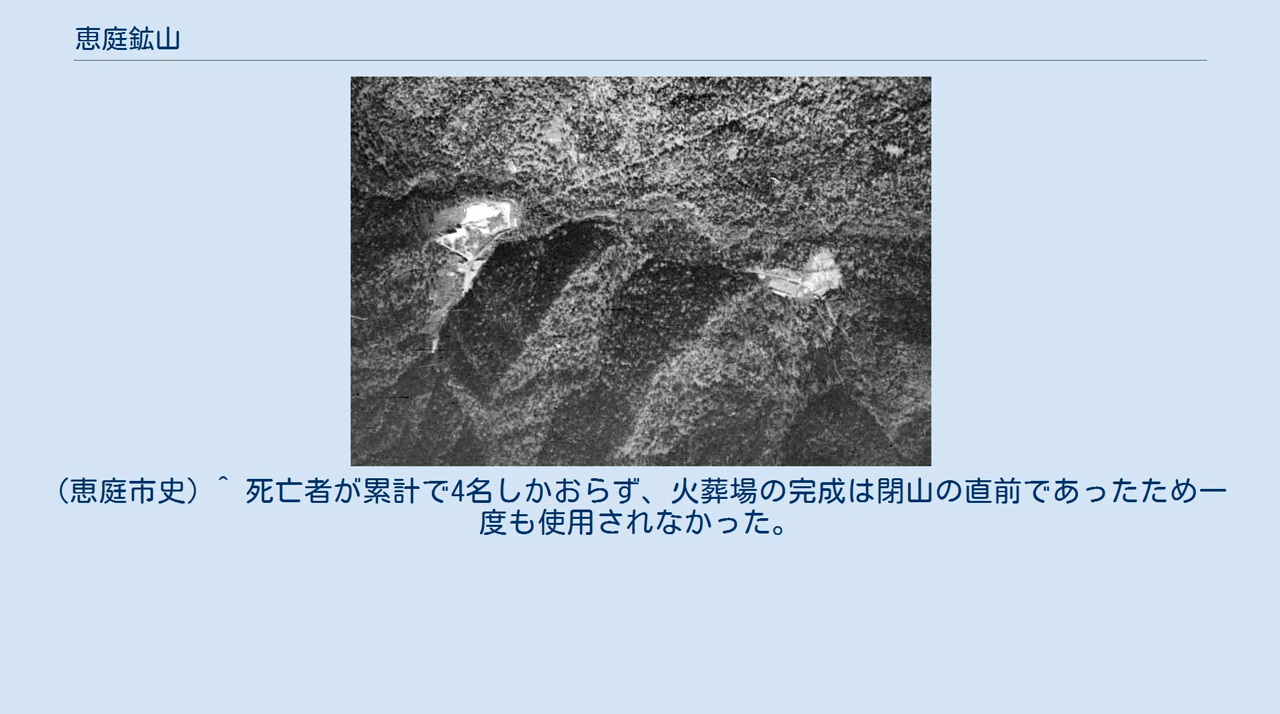 恵庭鉱山
（恵庭市史）^ 死亡者が累計で4名しかおらず、火葬場の完成は閉山の直前であったため一
度も使用されなかった。